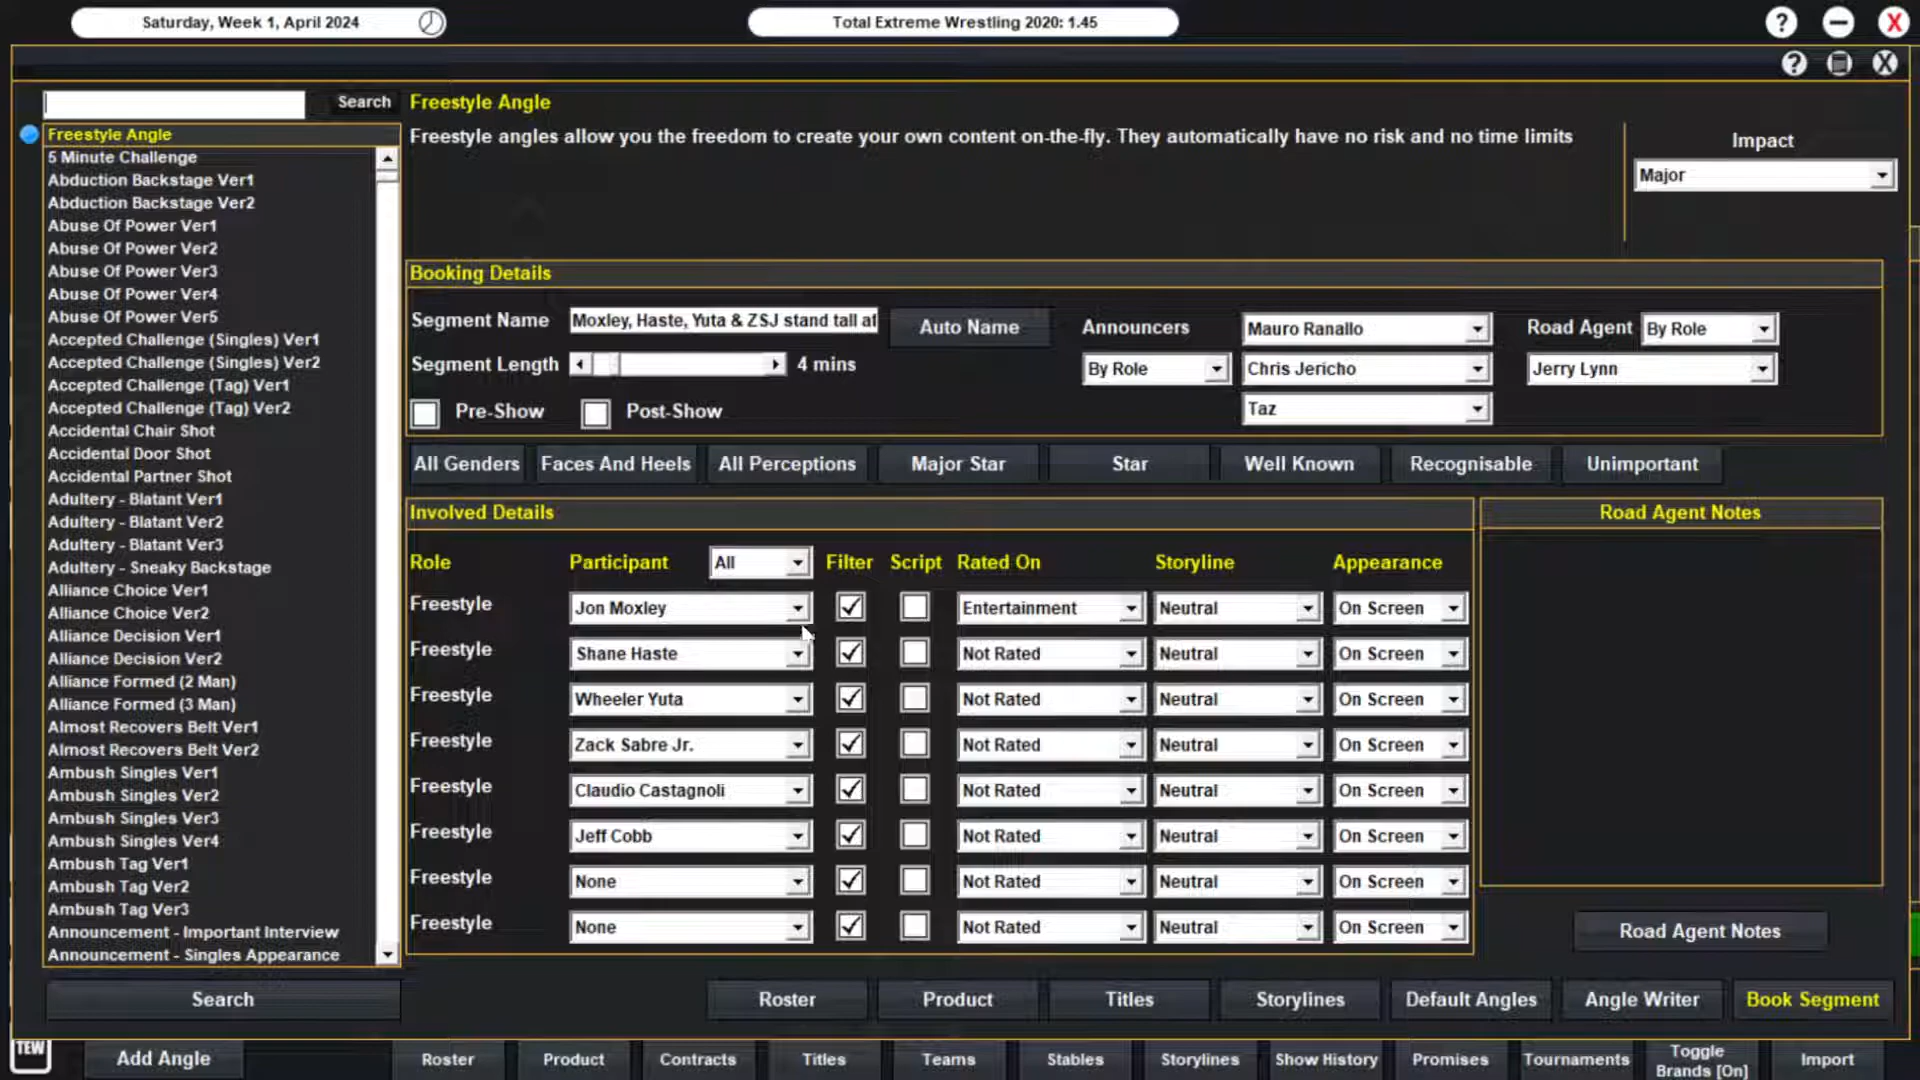 Saturday, Week 1, April 2024
Total Extreme Wrestling 2020: 1.45
?
X
?
X
Search
Freestyle Angle
5 Minute Challenge
Abduction Backstage Ver1
Abduction Backstage Ver2
Abuse Of Power Ver1
Abuse Of Power Ver2
Abuse Of Power Ver3
Abuse Of Power Ver4
Abuse Of Power Ver5
Accepted Challenge (Singles) Ver1
Accepted Challenge (Singles) Ver2
Accepted Challenge (Tag) Ver1
Accepted Challenge (Tag) Ver2
Accidental Chair Shot
Accidental Door Shot
Accidental Partner Shot
Adultery - Blatant Ver1
Adultery - Blatant Ver2
Adultery - Blatant Ver3
Adultery - Sneaky Backstage
Alliance Choice Ver1
Alliance Choice Ver2
Alliance Decision Ver1
Alliance Decision Ver2
Alliance Formed (2 Man)
Alliance Formed (3 Man)
Almost Recovers Belt Ver1
Almost Recovers Belt Ver2
Ambush Singles Ver1
Ambush Singles Ver2
Ambush Singles Ver3
Ambush Singles Ver4
Ambush Tag Ver1
Ambush Tag Ver2
Ambush Tag Ver3
Announcement - Important Interview
Announcement - Singles Appearance
Search
Freestyle Angle
Freestyle angles allow you the freedom to create your own content on-the-fly. They automatically have no risk and no time limits
Impact
Major
Booking Details
Segment Name Moxley, Haste, Yuta & ZSJ stand tall af Auto Name
Segment Length 4 mins
Pre-Show Post-Show
Announcers
By Role
Mauro Ranallo
Chris Jericho
Taz
Road Agent By Role
Jerry Lynn
All Genders Faces And Heels All Perceptions Major Star Star Well Known Recognisable Unimportant
Involved Details
Role Participant All Filter Script Rated On Storyline Appearance
Freestyle Jon Moxley Entertainment Neutral On Screen
Freestyle Shane Haste Not Rated Neutral On Screen
Freestyle Wheeler Yuta Not Rated Neutral On Screen
Freestyle Zack Sabre Jr. Not Rated Neutral On Screen
Freestyle Claudio Castagnoli Not Rated Neutral On Screen
Freestyle Jeff Cobb Not Rated Neutral On Screen
Freestyle None Not Rated Neutral On Screen
Freestyle None Not Rated Neutral On Screen
Road Agent Notes
Road Agent Notes
Roster Product Titles Storylines Default Angles Angle Writer Book Segment
TEW Add Angle Roster Product Contracts Titles Teams Stables Storylines Show History Promises Tournaments Toggle Brands [On] Import